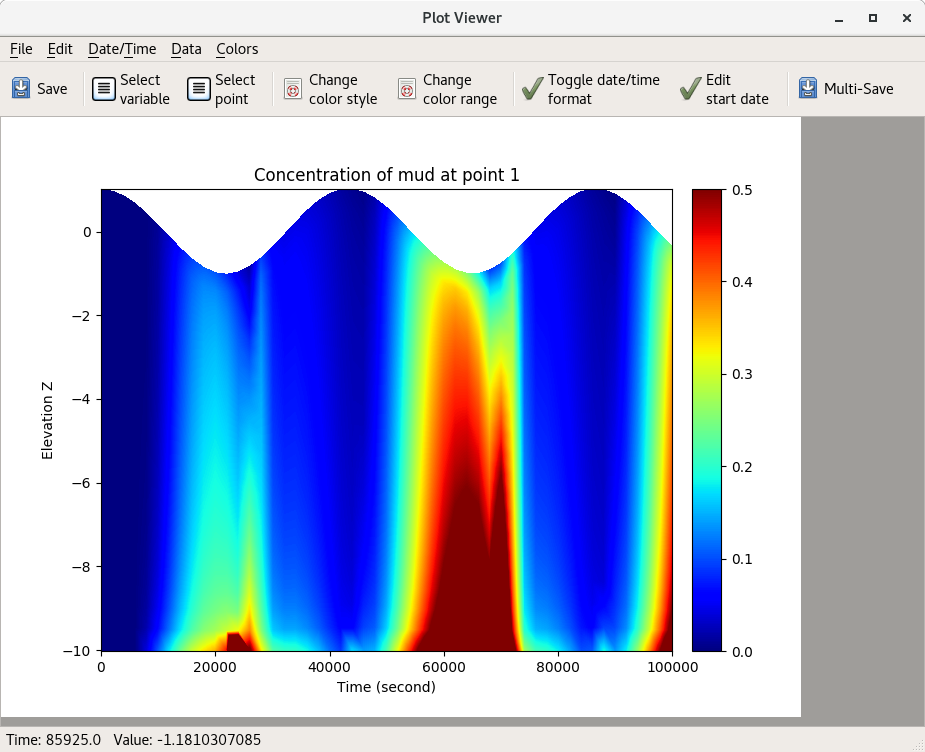 Plot Viewer
File Edit Date/Time Data Colors
Save
Select
variable
Select
point
Change
color style
Change
color range
Toggle date/time
format
Edit
start date
Multi-Save
Concentration of mud at point 1
0
−2
−4
−6
−8
−10
Elevation Z
0 20000 40000 60000 80000 100000
Time (second)
0.5
0.4
0.3
0.2
0.1
0.0
Time: 85925.0 Value: -1.1810307085